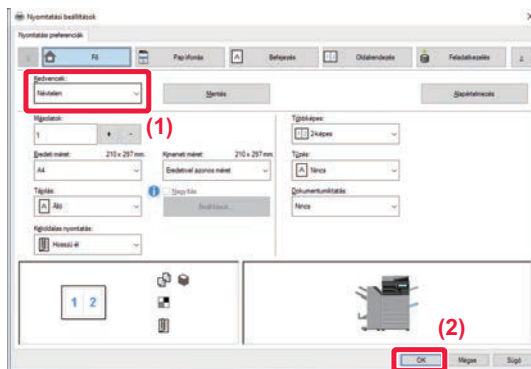 Nyomtatási beállítások
Nyomtatási preferenciák
Fő
Papírforrás
Befejezés
Oldalrendezés
Feladatkezelés
Kedvencek:
Névtelen
Mentés
Alapértelmezés
(1)
Másolatok:
1
+ -
Többképes:
2-képes
Eredeti méret: 210 x 297 mm.
A4
Kimenet méret: 210 x 297 mm.
Eredetivel azonos méret
Tűzés:
Nincs
Tájolás:
Álló
Nagyítás
Beállítások...
Dokumentumiktatás:
Nincs
Kétoldalas nyomtatás:
Hosszú él
1 2
(2)
OK
Mégse
Súgó